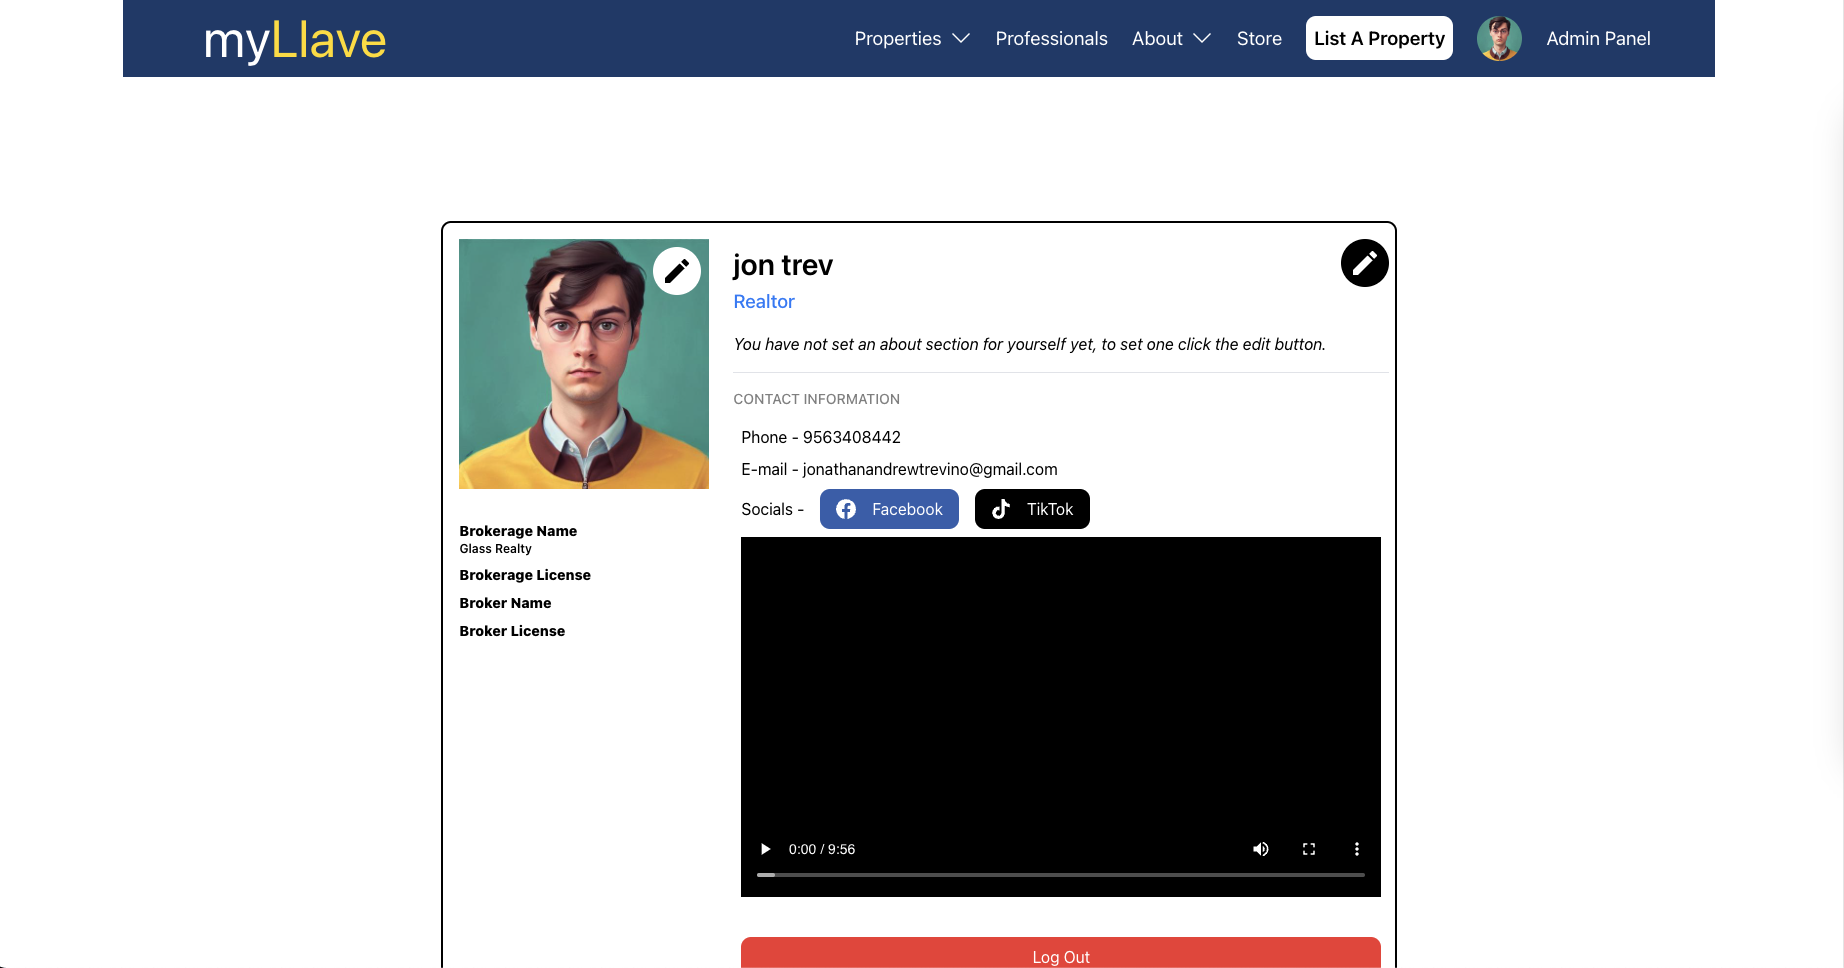 myLlave
Properties Professionals About Store List A Property Admin Panel
jon trev
Realtor
You have not set an about section for yourself yet, to set one click the edit button.
CONTACT INFORMATION
Phone - 9563408442
E-mail - jonathanandrewtrevino@gmail.com
Socials - Facebook TikTok
Brokerage Name
Glass Realty
Brokerage License
Broker Name
Broker License
0:00 / 9:56
Log Out